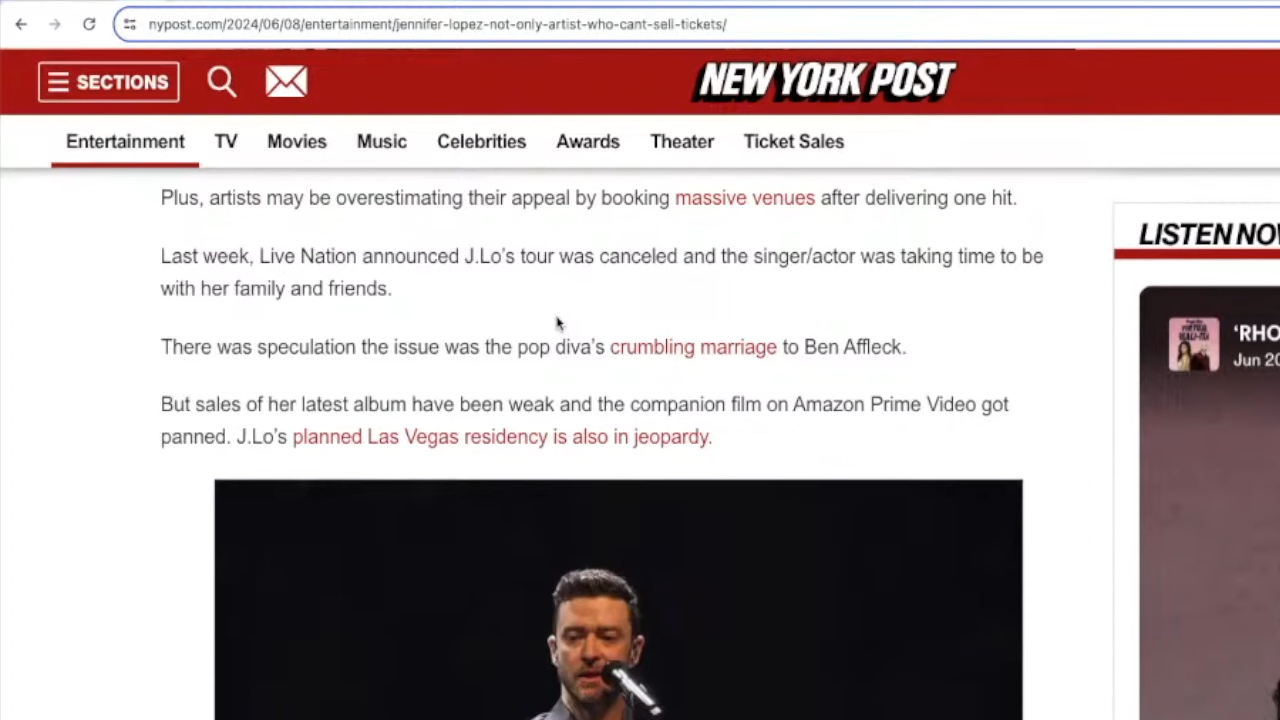 nypost.com/2024/06/08/entertainment/jennifer-lopez-not-only-artist-who-cant-sell-tickets/
SECTIONS
NEW YORK POST
Entertainment TV Movies Music Celebrities Awards Theater Ticket Sales
Plus, artists may be overestimating their appeal by booking massive venues after delivering one hit.
Last week, Live Nation announced J.Lo’s tour was canceled and the singer/actor was taking time to be
with her family and friends.
There was speculation the issue was the pop diva’s crumbling marriage to Ben Affleck.
But sales of her latest album have been weak and the companion film on Amazon Prime Video got
panned. J.Lo’s planned Las Vegas residency is also in jeopardy.
LISTEN NO
‘RHO
Jun 20